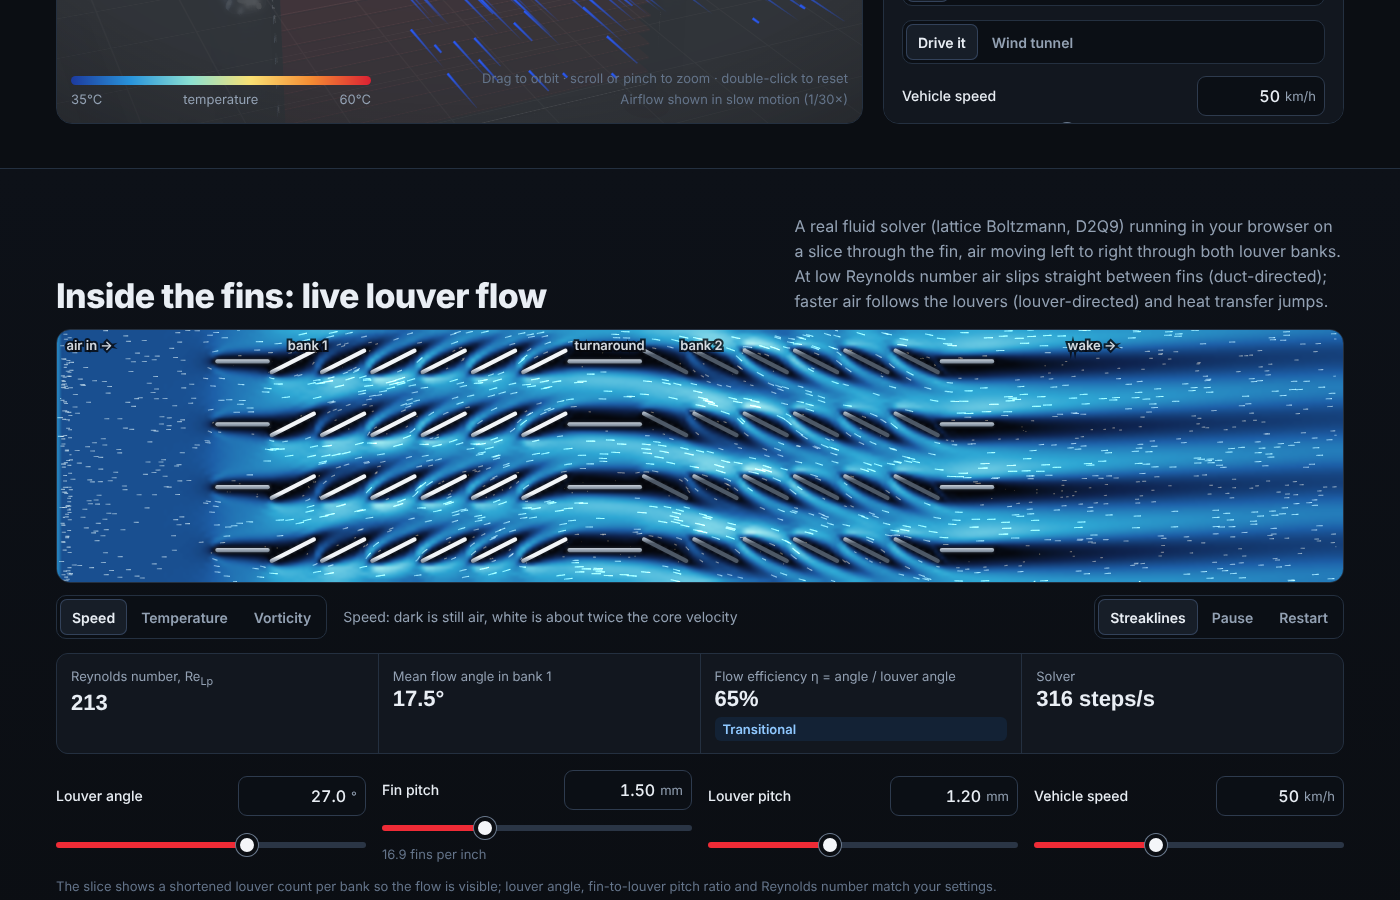 Drive it
Wind tunnel
Drag to orbit · scroll or pinch to zoom · double-click to reset
35°C
temperature
60°C
Airflow shown in slow motion (1/30×)
Vehicle speed
50 km/h
A real fluid solver (lattice Boltzmann, D2Q9) running in your browser on
a slice through the fin, air moving left to right through both louver banks.
At low Reynolds number air slips straight between fins (duct-directed);
faster air follows the louvers (louver-directed) and heat transfer jumps.
Inside the fins: live louver flow
air in →
bank 1
turnaround
bank 2
wake →
Speed
Temperature
Vorticity
Speed: dark is still air, white is about twice the core velocity
Streaklines
Pause
Restart
Reynolds number, ReLp
213
Mean flow angle in bank 1
17.5°
Flow efficiency η = angle / louver angle
65%
Transitional
Solver
316 steps/s
Louver angle
27.0 °
Fin pitch
1.50 mm
16.9 fins per inch
Louver pitch
1.20 mm
Vehicle speed
50 km/h
The slice shows a shortened louver count per bank so the flow is visible; louver angle, fin-to-louver pitch ratio and Reynolds number match your settings.